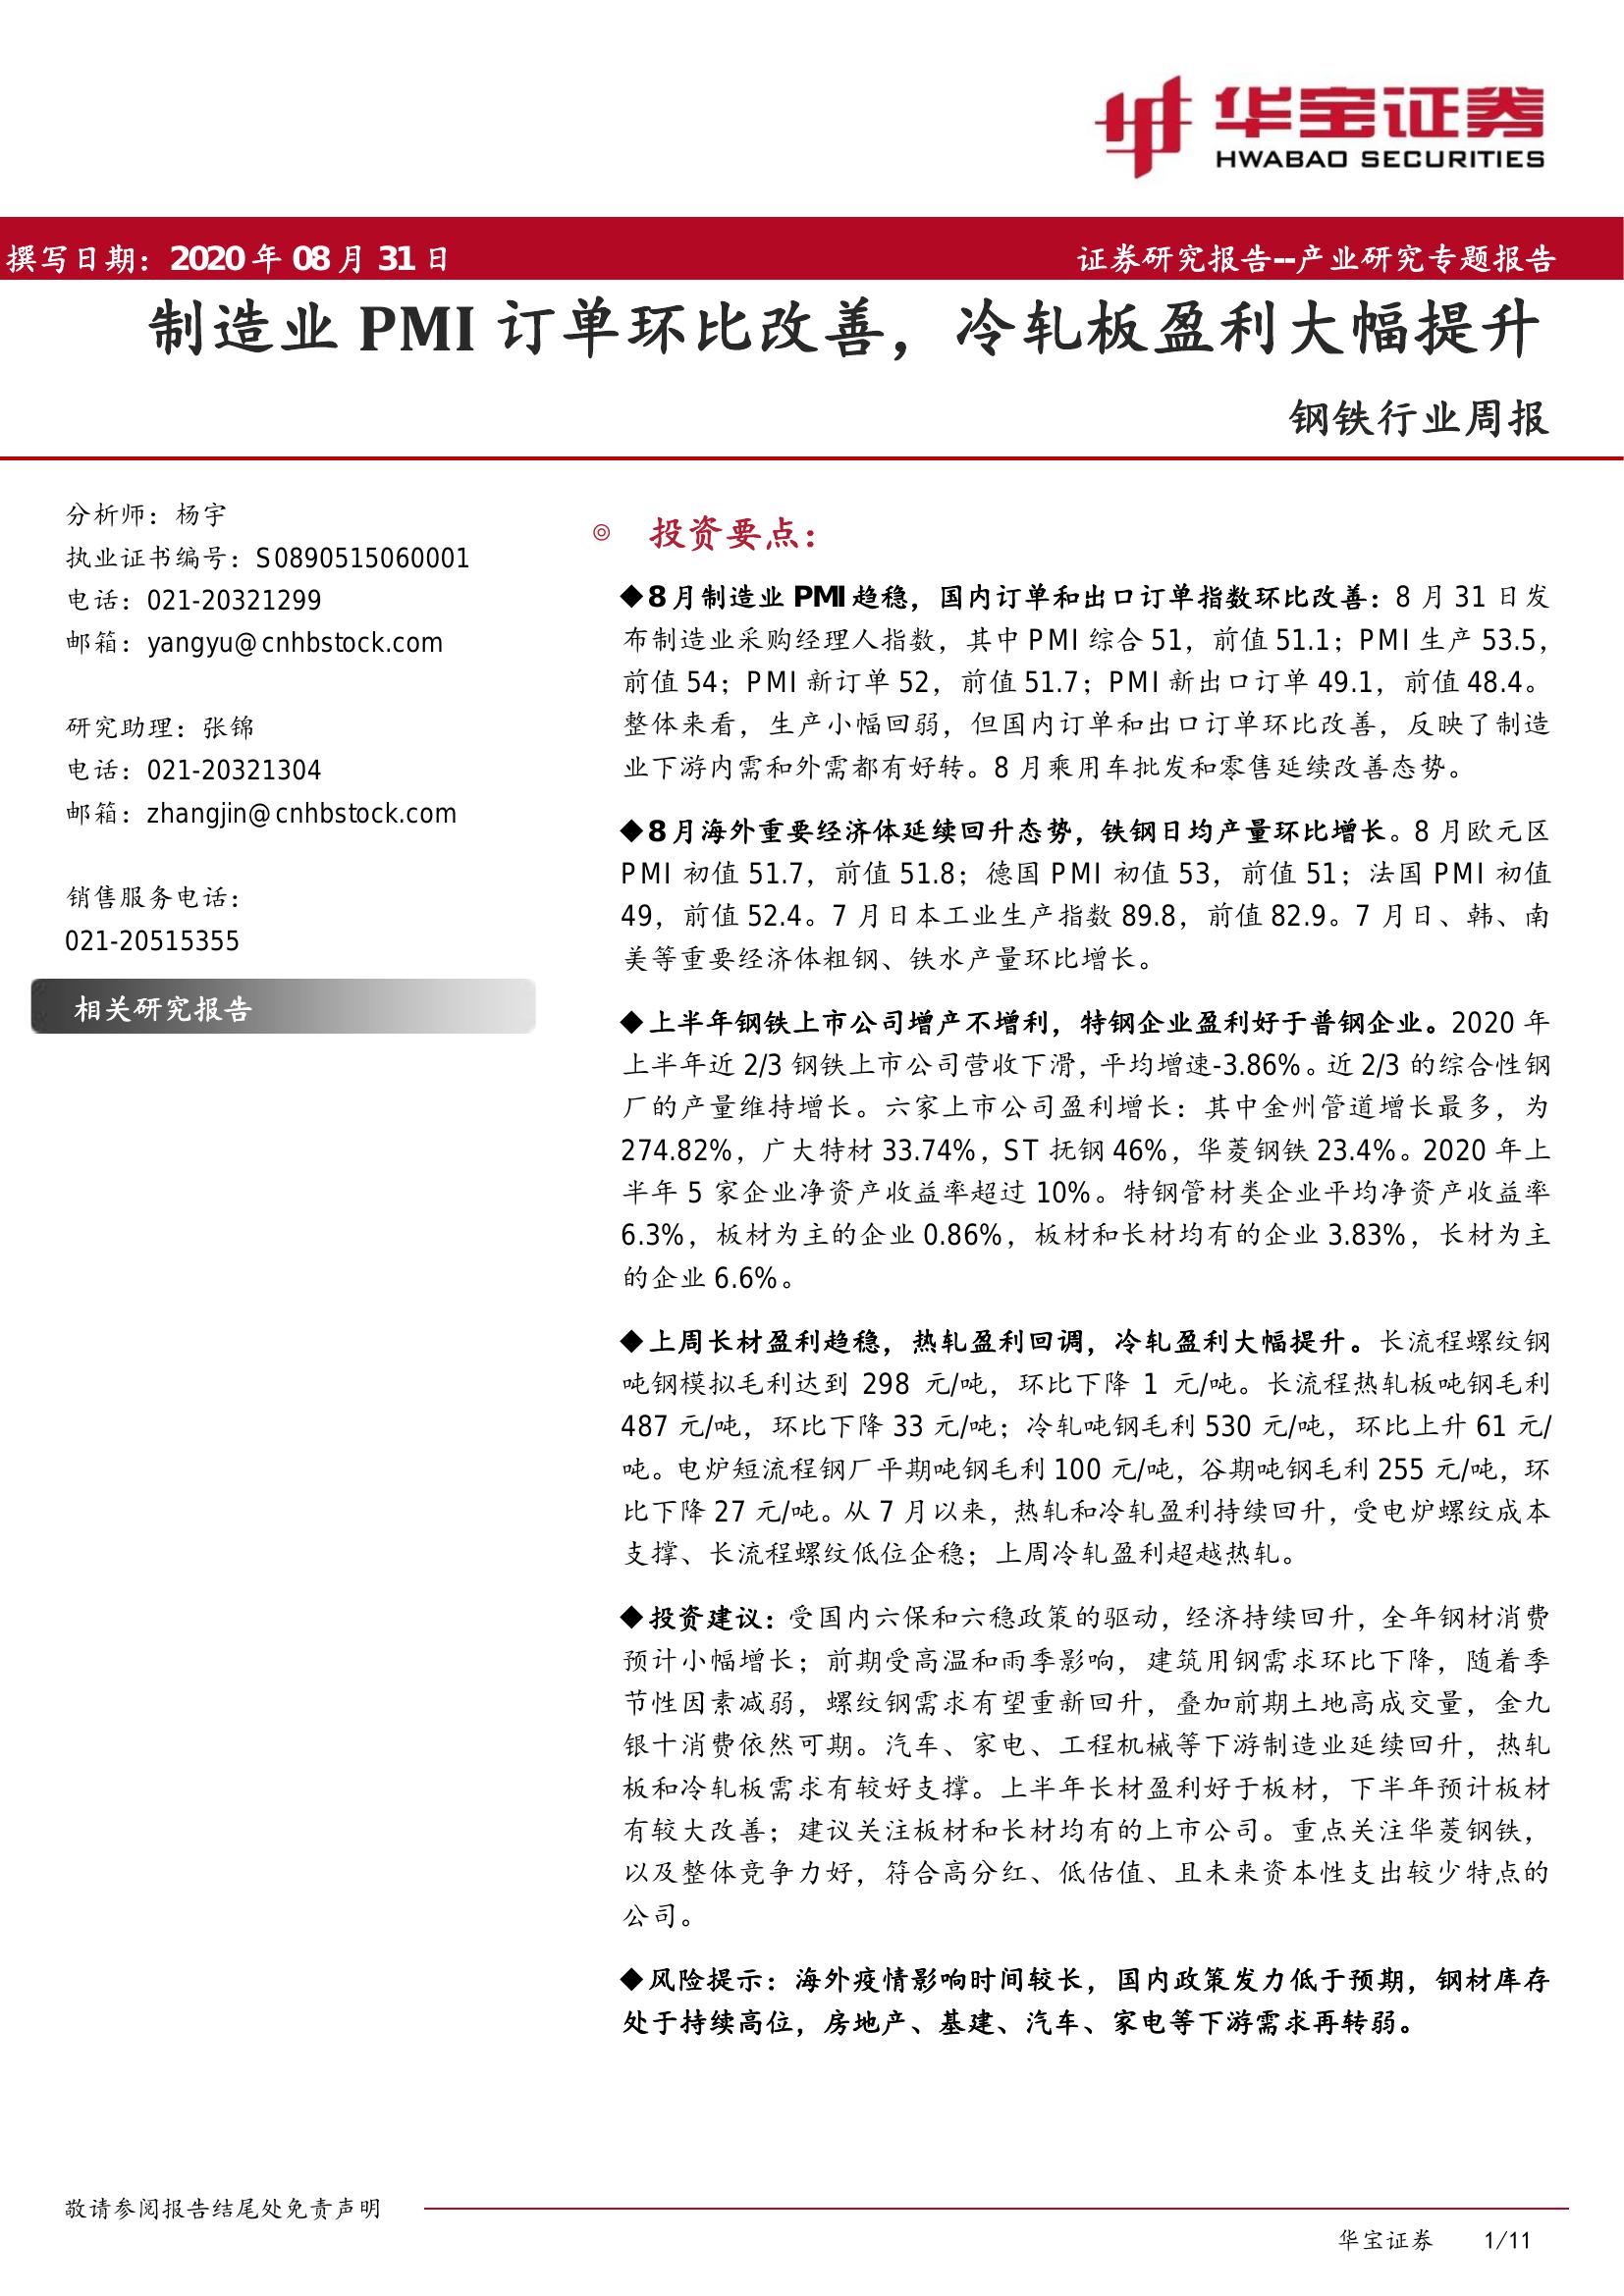 华宝证券
HWABAO SECURITIES
撰写日期：2020 年 08 月 31 日
证券研究报告--产业研究专题报告
制造业 PMI 订单环比改善，冷轧板盈利大幅提升
钢铁行业周报
分析师：杨宇
执业证书编号：S0890515060001
电话：021-20321299
邮箱：yangyu@cnhbstock.com
研究助理：张锦
电话：021-20321304
邮箱：zhangjin@cnhbstock.com
销售服务电话：
021-20515355
相关研究报告
◎ 投资要点：
◆8 月制造业 PMI 趋稳，国内订单和出口订单指数环比改善：8 月 31 日发
布制造业采购经理人指数，其中 PMI 综合 51，前值 51.1；PMI 生产 53.5，
前值 54；PMI 新订单 52，前值 51.7；PMI 新出口订单 49.1，前值 48.4。
整体来看，生产小幅回弱，但国内订单和出口订单环比改善，反映了制造
业下游内需和外需都有好转。8 月乘用车批发和零售延续改善态势。
◆8 月海外重要经济体延续回升态势，铁钢日均产量环比增长。8 月欧元区
PMI 初值 51.7，前值 51.8；德国 PMI 初值 53，前值 51；法国 PMI 初值
49，前值 52.4。7 月日本工业生产指数 89.8，前值 82.9。7 月日、韩、南
美等重要经济体粗钢、铁水产量环比增长。
◆上半年钢铁上市公司增产不增利，特钢企业盈利好于普钢企业。2020 年
上半年近 2/3 钢铁上市公司营收下滑，平均增速-3.86%。近 2/3 的综合性钢
厂的产量维持增长。六家上市公司盈利增长：其中金州管道增长最多，为
274.82%，广大特材 33.74%，ST 抚钢 46%，华菱钢铁 23.4%。2020 年上
半年 5 家企业净资产收益率超过 10%。特钢管材类企业平均净资产收益率
6.3%，板材为主的企业 0.86%，板材和长材均有的企业 3.83%，长材为主
的企业 6.6%。
◆上周长材盈利趋稳，热轧盈利回调，冷轧盈利大幅提升。长流程螺纹钢
吨钢模拟毛利达到 298 元/吨，环比下降 1 元/吨。长流程热轧板吨钢毛利
487 元/吨，环比下降 33 元/吨；冷轧吨钢毛利 530 元/吨，环比上升 61 元/
吨。电炉短流程钢厂平期吨钢毛利 100 元/吨，谷期吨钢毛利 255 元/吨，环
比下降 27 元/吨。从 7 月以来，热轧和冷轧盈利持续回升，受电炉螺纹成本
支撑、长流程螺纹低位企稳；上周冷轧盈利超越热轧。
◆投资建议：受国内六保和六稳政策的驱动，经济持续回升，全年钢材消费
预计小幅增长；前期受高温和雨季影响，建筑用钢需求环比下降，随着季
节性因素减弱，螺纹钢需求有望重新回升，叠加前期土地高成交量，金九
银十消费依然可期。汽车、家电、工程机械等下游制造业延续回升，热轧
板和冷轧板需求有较好支撑。上半年长材盈利好于板材，下半年预计板材
有较大改善；建议关注板材和长材均有的上市公司。重点关注华菱钢铁，
以及整体竞争力好，符合高分红、低估值、且未来资本性支出较少特点的
公司。
◆风险提示：海外疫情影响时间较长，国内政策发力低于预期，钢材库存
处于持续高位，房地产、基建、汽车、家电等下游需求再转弱。
敬请参阅报告结尾处免责声明
华宝证券 1/11